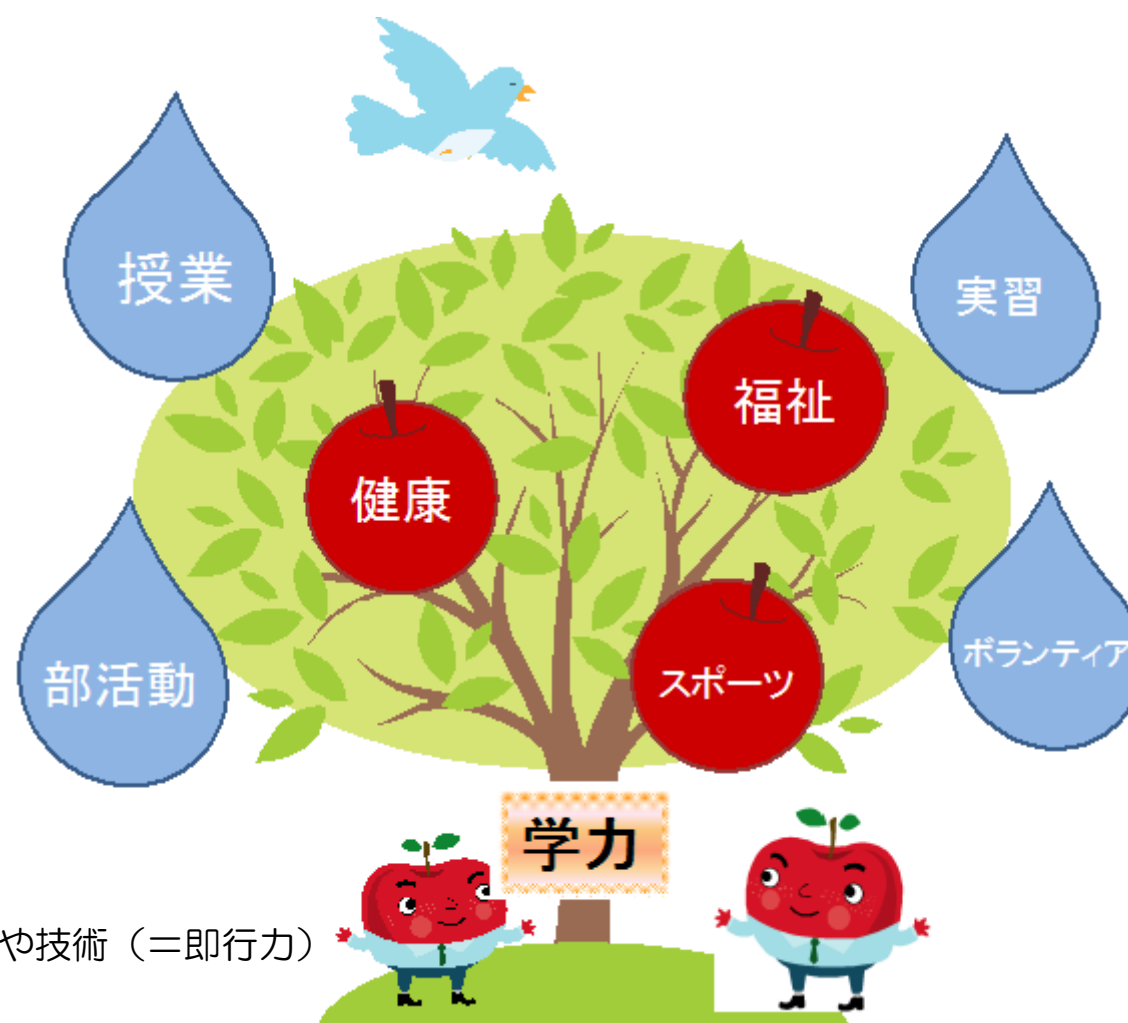 授業
実習
福祉
健康
部活動
ボランティア
スポーツ
学力
や技術（＝即行力）